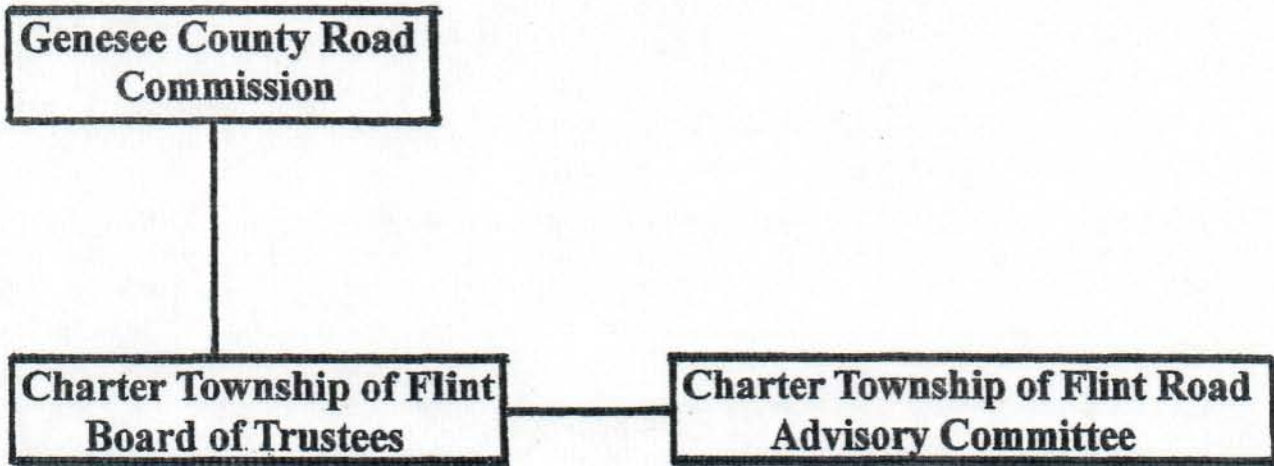 Genesee County Road
Commission
Charter Township of Flint
Board of Trustees
Charter Township of Flint Road
Advisory Committee